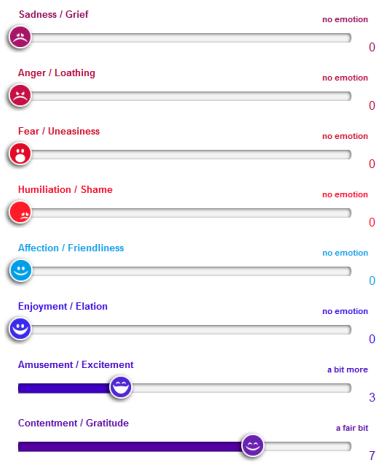 Sadness / Grief
no emotion
0
Anger / Loathing
no emotion
0
Fear / Uneasiness
no emotion
0
Humiliation / Shame
no emotion
0
Affection / Friendliness
no emotion
0
Enjoyment / Elation
no emotion
0
Amusement / Excitement
a bit more
3
Contentment / Gratitude
a fair bit
7